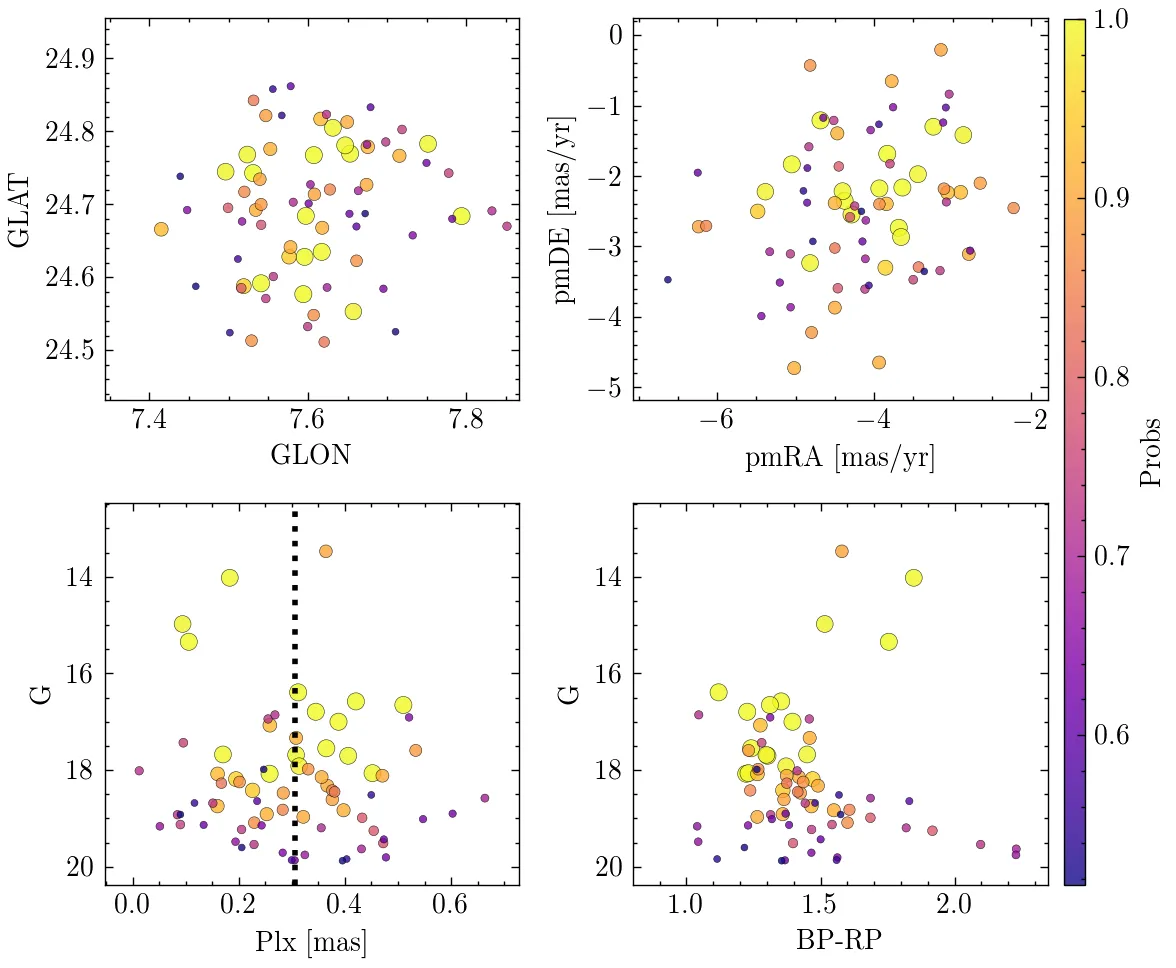 24.9
24.8
24.7
24.6
24.5
GLAT
7.4 7.6 7.8
GLON
0
−1
−2
−3
−4
−5
pmDE [mas/yr]
−6 −4 −2
pmRA [mas/yr]
14
16
18
20
G
0.0 0.2 0.4 0.6
Plx [mas]
14
16
18
20
G
1.0 1.5 2.0
BP-RP
1.0
0.9
0.8
0.7
0.6
Probs